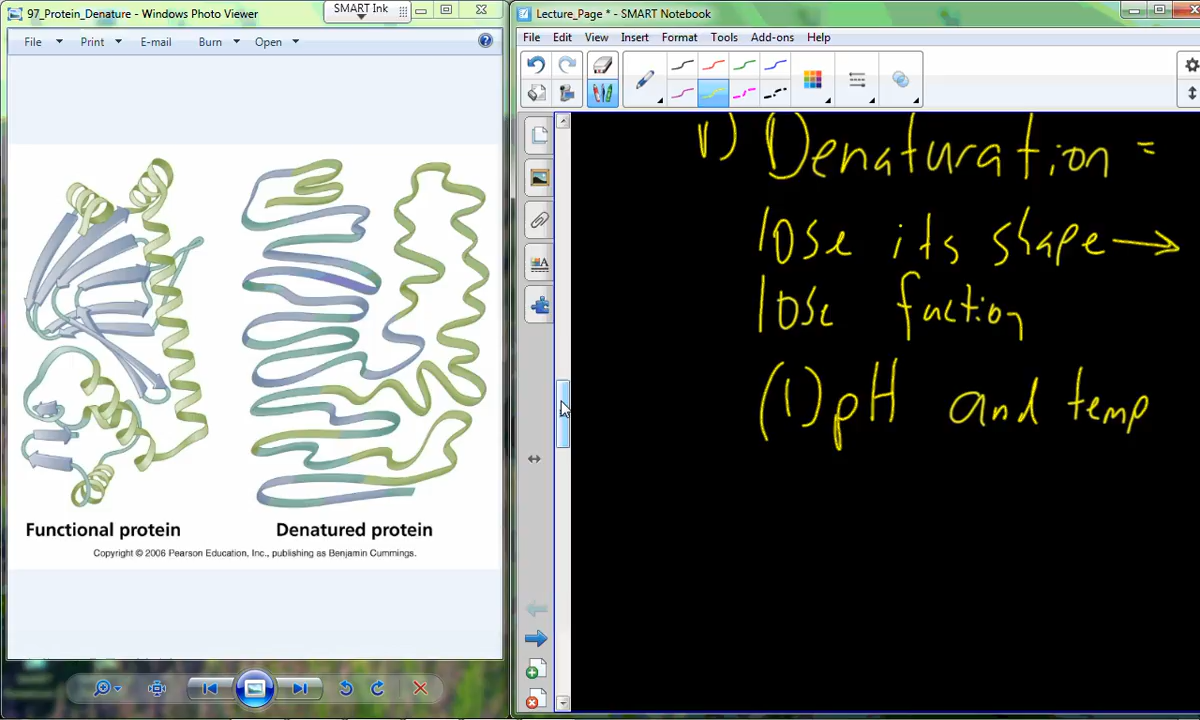 97_Protein_Denature - Windows Photo Viewer
SMART Ink
File Print E-mail Burn Open
Functional protein
Denatured protein
Copyright © 2006 Pearson Education, Inc., publishing as Benjamin Cummings.
Lecture_Page * - SMART Notebook
File Edit View Insert Format Tools Add-ons Help
Denaturation =
lose its shape →
lose fuction
(1) pH and temp